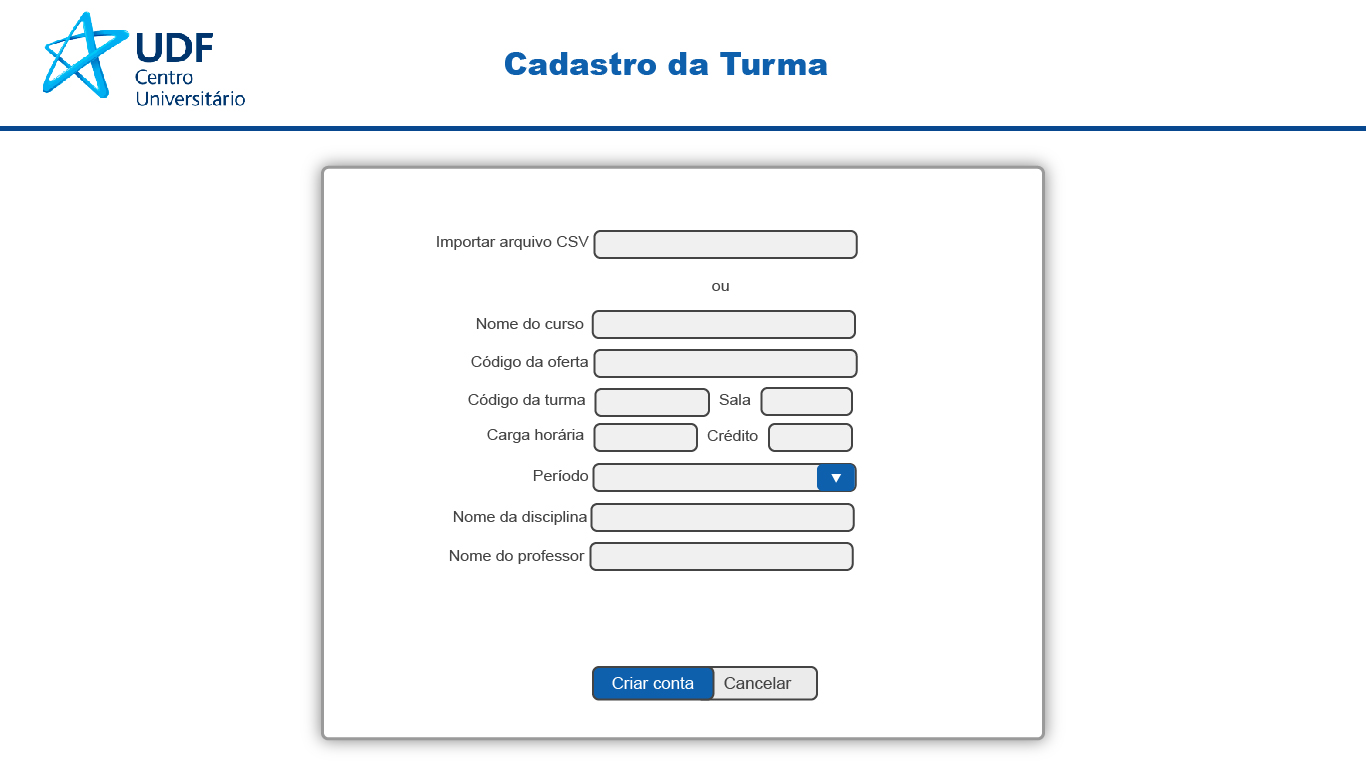 UDF
Centro
Universitário
Cadastro da Turma
Importar arquivo CSV
ou
Nome do curso
Código da oferta
Código da turma Sala
Carga horária Crédito
Período
Nome da disciplina
Nome do professor
Criar conta Cancelar